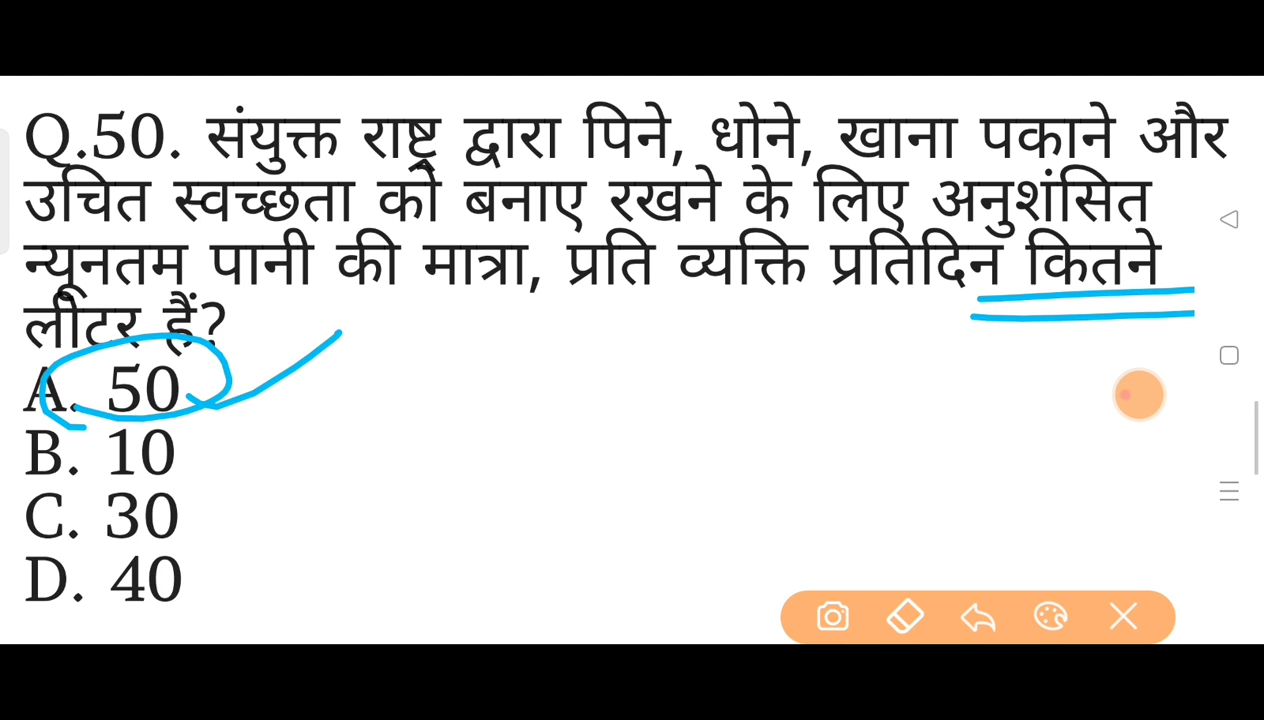 Q.50. संयुक्त राष्ट्र द्वारा पिने, धोने, खाना पकाने और
उचित स्वच्छता को बनाए रखने के लिए अनुशंसित
न्यूनतम पानी की मात्रा, प्रति व्यक्ति प्रतिदिन कितने
लीटर हैं?
A. 50
B. 10
C. 30
D. 40